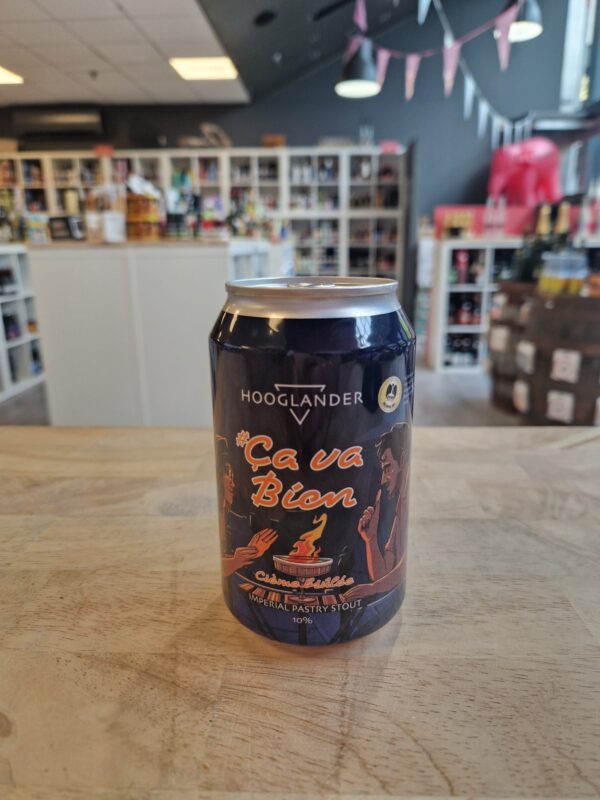 HOOGLANDER
#Ça va
Bien
Crème Brûlée
IMPERIAL PASTRY STOUT
10%